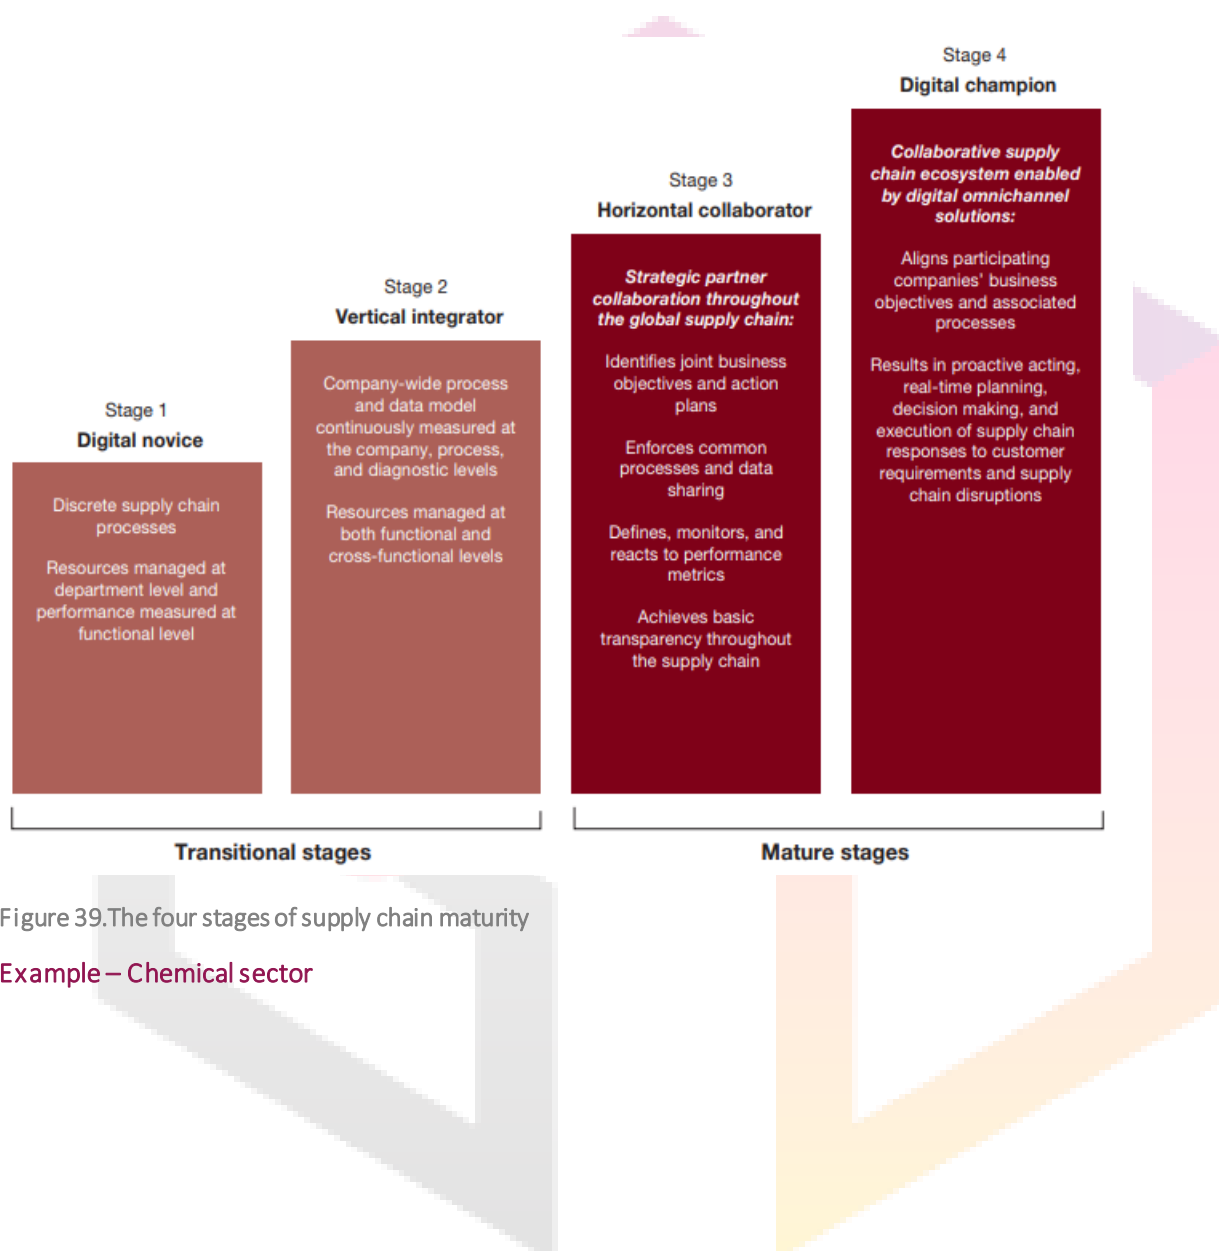 Stage 1
Digital novice
Discrete supply chain
processes
Resources managed at
department level and
performance measured at
functional level
Stage 2
Vertical integrator
Company-wide process
and data model
continuously measured at
the company, process,
and diagnostic levels
Resources managed at
both functional and
cross-functional levels
Stage 3
Horizontal collaborator
Strategic partner
collaboration throughout
the global supply chain:
Identifies joint business
objectives and action
plans
Enforces common
processes and data
sharing
Defines, monitors, and
reacts to performance
metrics
Achieves basic
transparency throughout
the supply chain
Stage 4
Digital champion
Collaborative supply
chain ecosystem enabled
by digital omnichannel
solutions:
Aligns participating
companies' business
objectives and associated
processes
Results in proactive acting,
real-time planning,
decision making, and
execution of supply chain
responses to customer
requirements and supply
chain disruptions
Transitional stages
Mature stages
Figure 39.The four stages of supply chain maturity
Example – Chemical sector